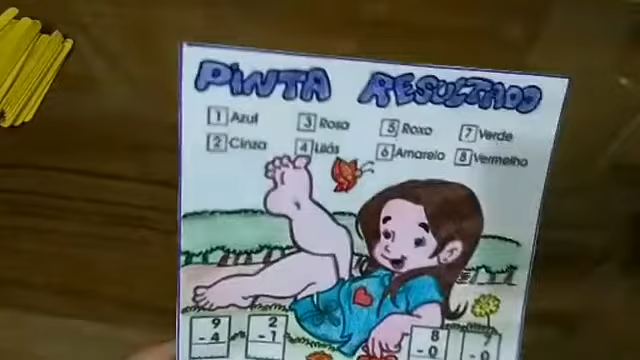 PINTA RESULTADO
1 Azul 3 Rosa 5 Roxo 7 Verde
2 Cinza 4 Lilás 6 Amarelo 8 Vermelho
9 2 8
- 4 - 1 - 0